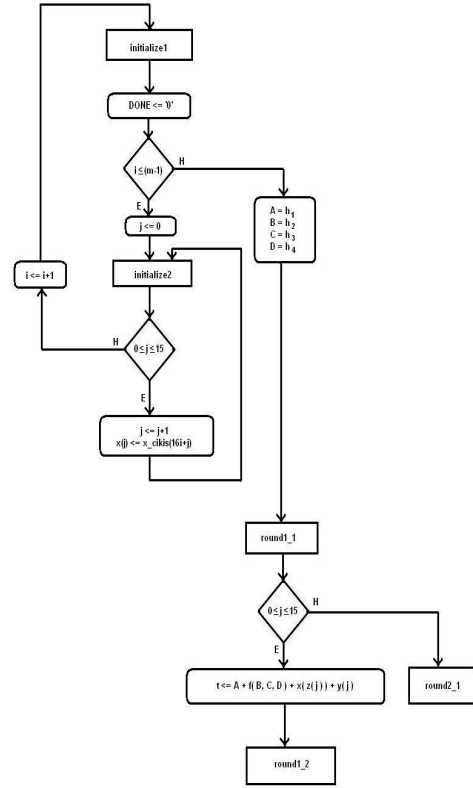 initialize1
DONE <= '0'
i ≤ (m-1)
H
E
A = h₁
B = h₂
C = h₃
D = h₄
j <= 0
initialize2
i <= i+1
H
0 ≤ j ≤ 15
E
j <= j+1
x(j) <= x_cikis(16i+j)
round1_1
0 ≤ j ≤ 15
H
E
t <= A + f( B, C, D ) + x( z( j ) ) + y( j )
round2_1
round1_2